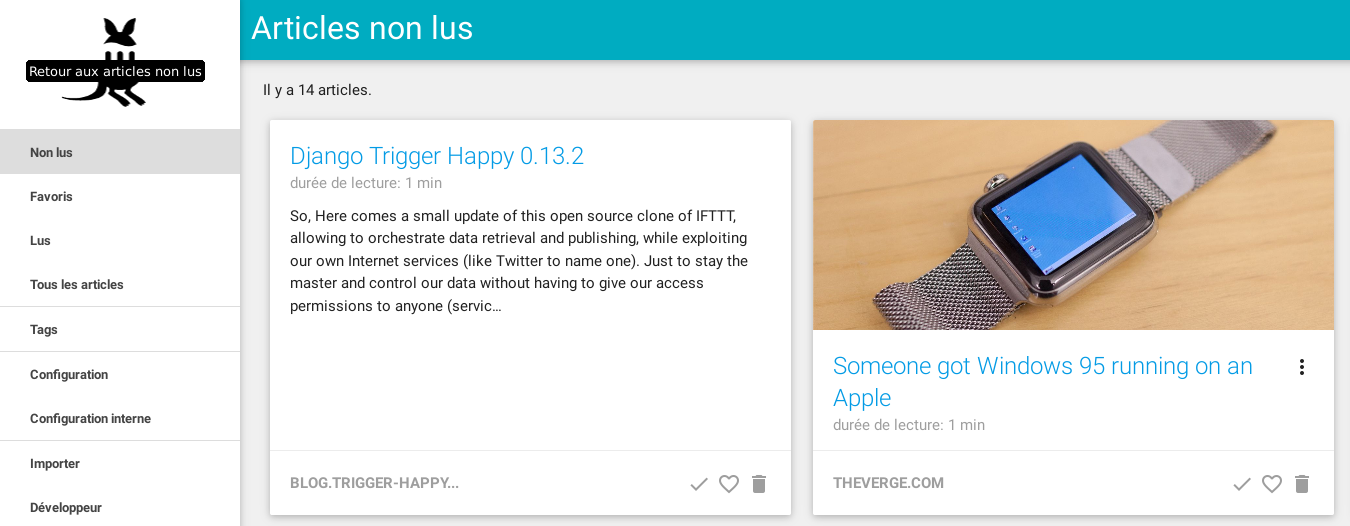 Retour aux articles non lus
Non lus
Favoris
Lus
Tous les articles
Tags
Configuration
Configuration interne
Importer
Développeur
Articles non lus
Il y a 14 articles.
Django Trigger Happy 0.13.2
durée de lecture: 1 min
So, Here comes a small update of this open source clone of IFTTT,
allowing to orchestrate data retrieval and publishing, while exploiting
our own Internet services (like Twitter to name one). Just to stay the
master and control our data without having to give our access
permissions to anyone (servic…
BLOG.TRIGGER-HAPPY...
Someone got Windows 95 running on an
Apple
durée de lecture: 1 min
THEVERGE.COM